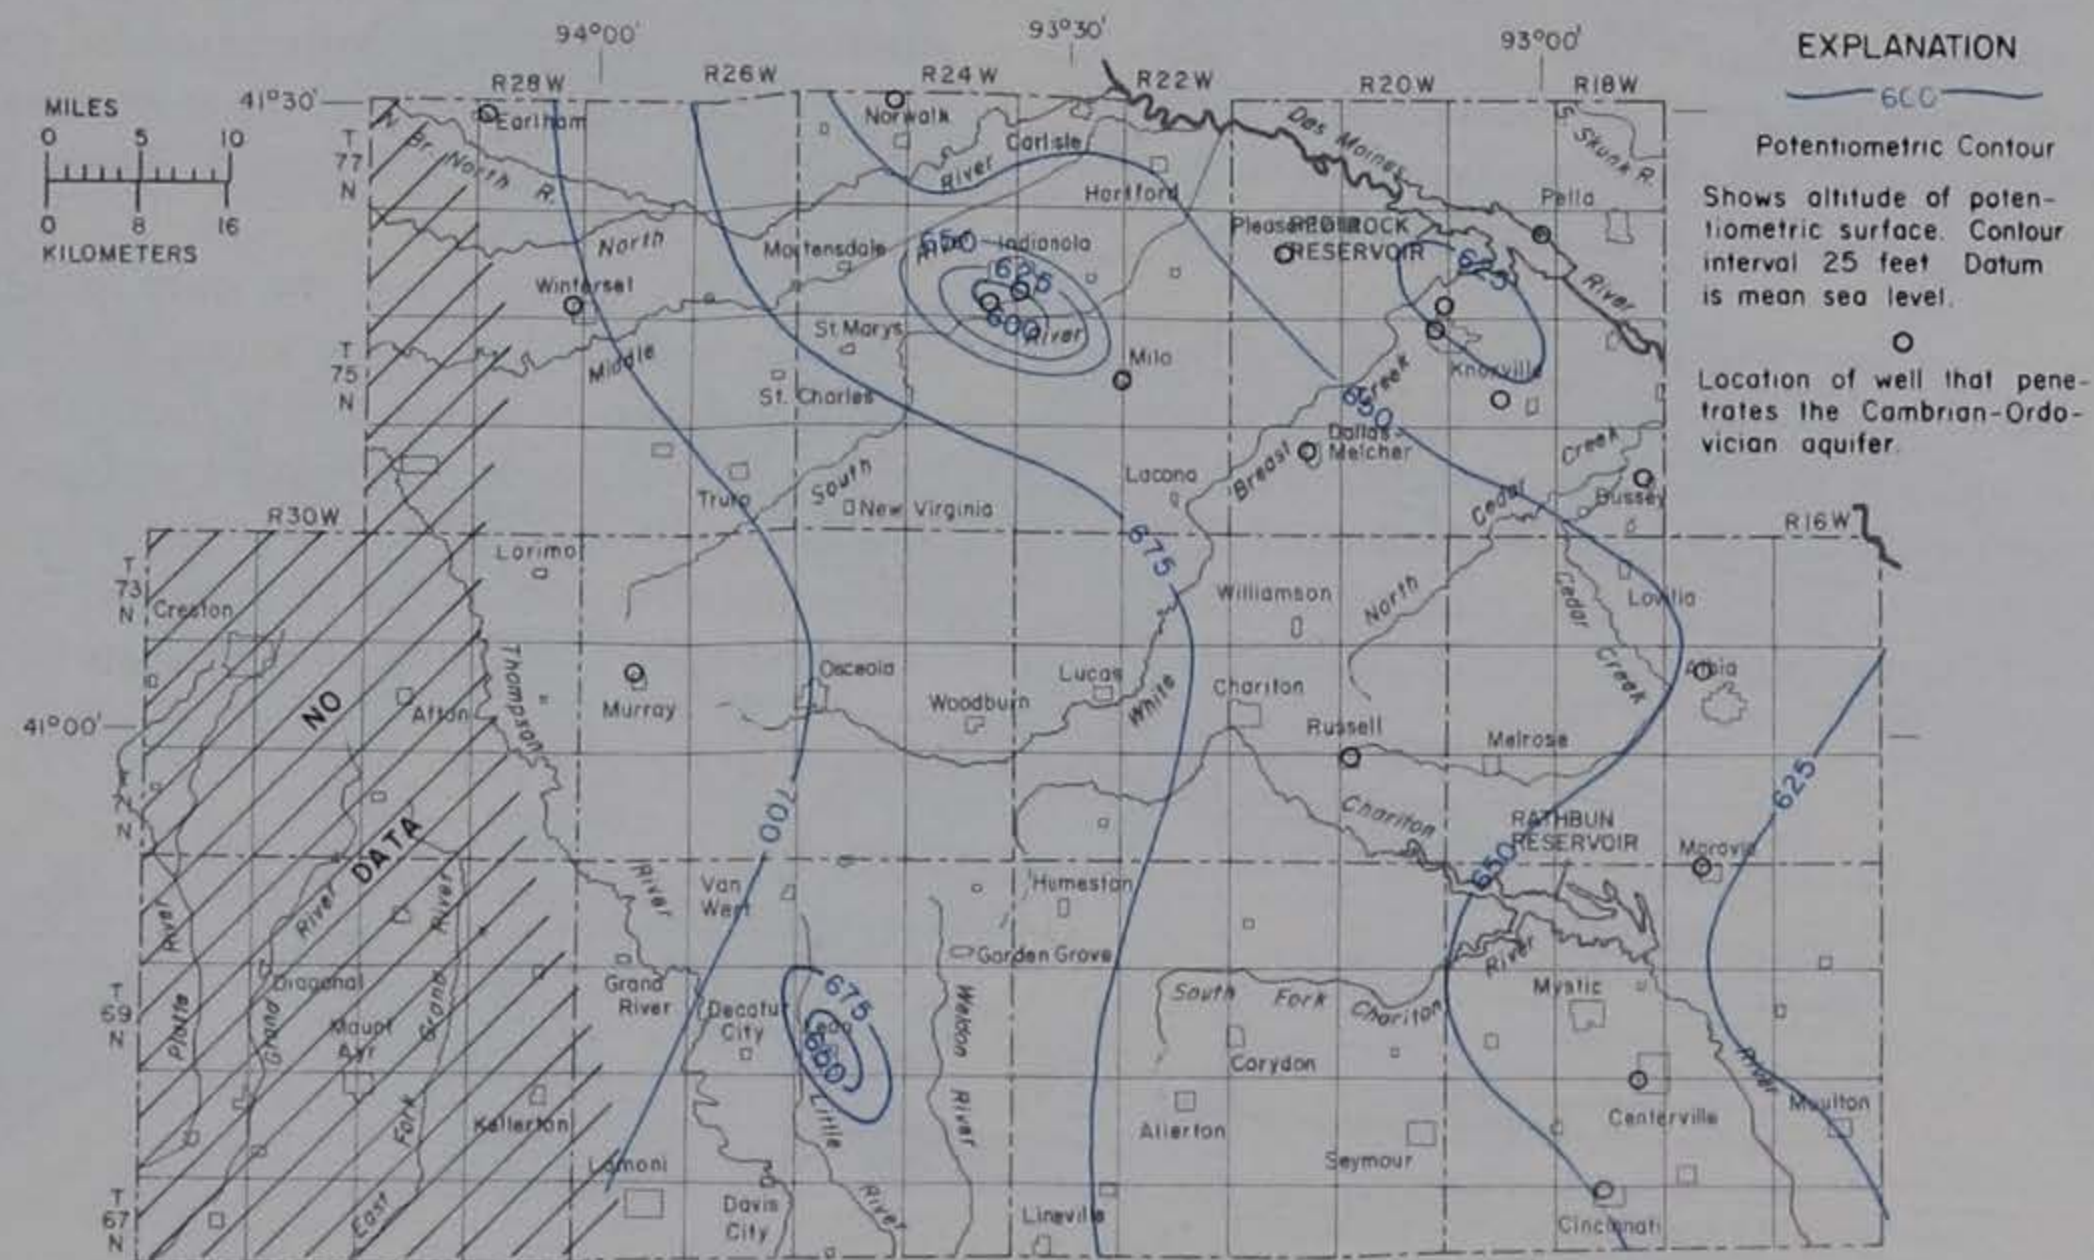 94°00'
93°30'
93°00'
EXPLANATION
R28W
R26W
R24W
R22W
R20W
R18W
600
MILES
41°30'
0 5 10
0 8 16
KILOMETERS
Potentiometric Contour
Shows altitude of poten-
tiometric surface. Contour
interval 25 feet Datum
is mean sea level.
Location of well that pene-
trates the Cambrian-Ordo-
vician aquifer.
T
77
N
Earlham
Norwalk
Carlisle
Des Moines
River
S. Skunk R.
N. Br. North R.
River
Hartford
Pella
North
Martensdale
650
Indianola
625
600
River
RED ROCK
RESERVOIR
625
Winterset
St. Marys
Milo
T
75
N
Middle
St. Charles
Knoxville
650
Creek
Dallas-
Melcher
Creek
Truro
South
New Virginia
Lacona
Breast
Cedar
Bussey
R30W
R16W
Lorimo
675
T
73
N
Creston
Williamson
North
Cedar
Creek
Lovilia
Thompson
Osceola
Lucas
White
Albia
41°00'
NO
DATA
Afton
Murray
Woodburn
Chariton
Russell
Melrose
N
700
Chariton
625
RATHBUN
RESERVOIR
650
Moravia
River
Van
Wert
Humeston
River
River
River
Garden Grove
River
Diagonal
Grand
River
T
69
N
Decatur
City
675
600
Weldon River
South Fork Chariton
Mystic
Platte
Grand
Grand
Mount
Ayr
Corydon
River
Moulton
Kellerton
Fork
East
Little
River
Allerton
Centerville
Lamoni
Seymour
T
67
N
Davis
City
Lineville
Cincinnati